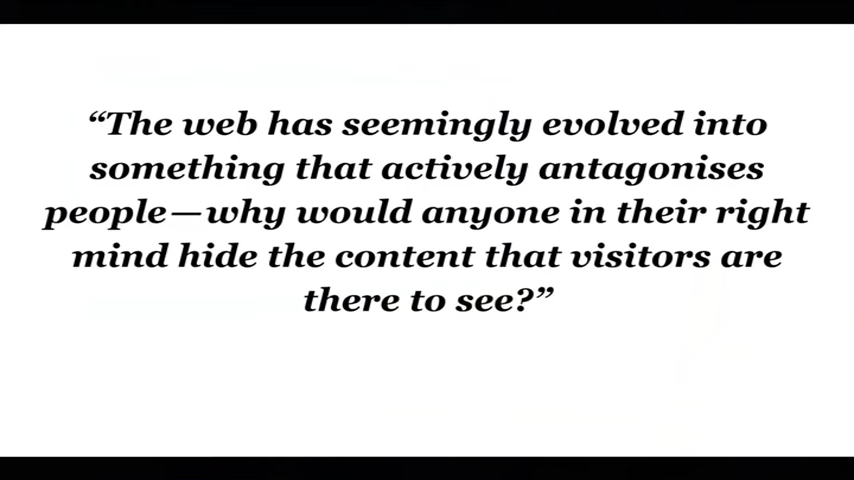 “The web has seemingly evolved into
something that actively antagonises
people—why would anyone in their right
mind hide the content that visitors are
there to see?”